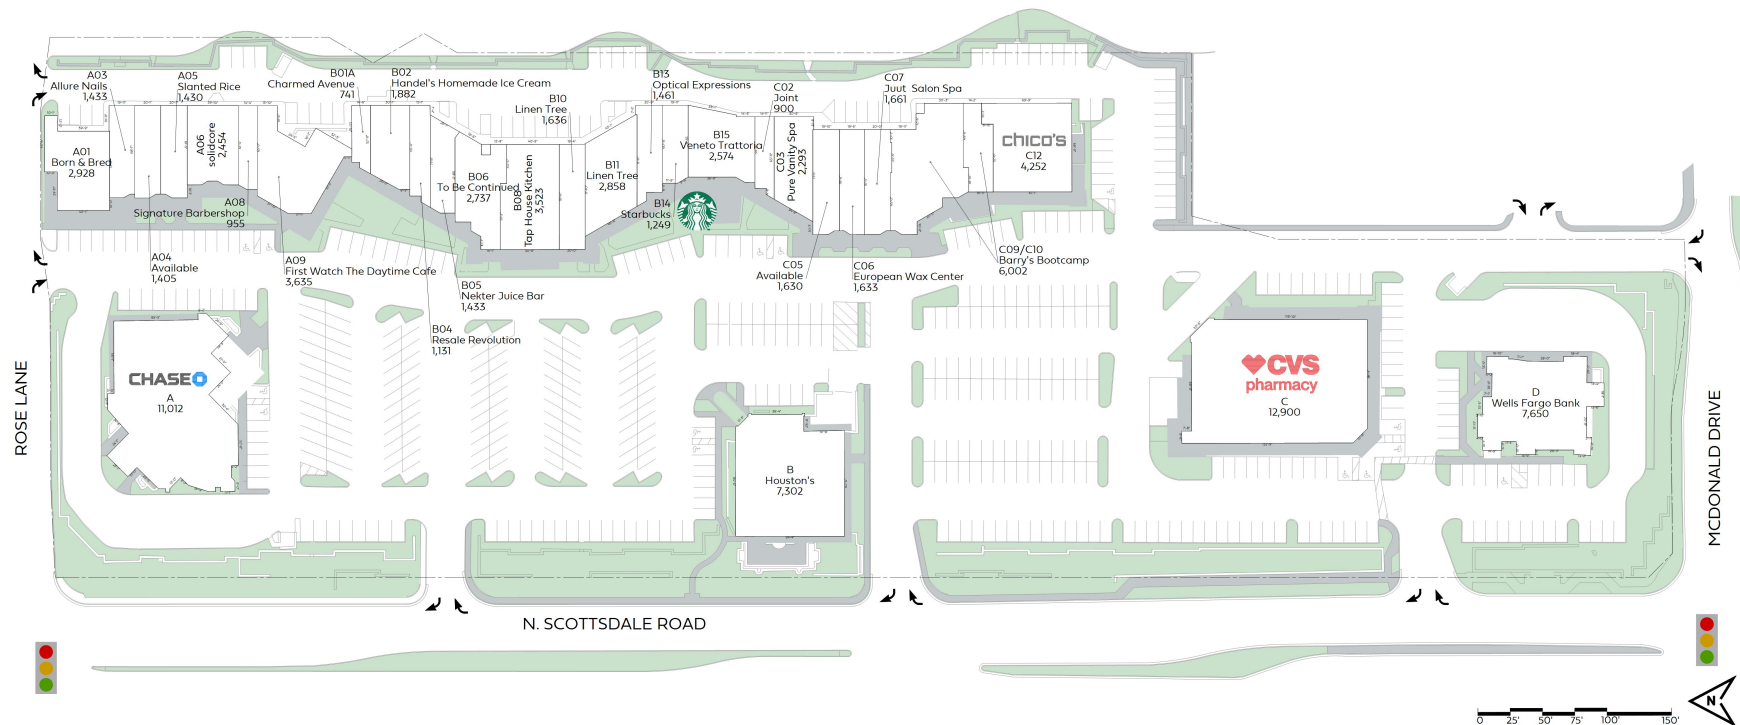 A03
Allure Nails
1,433
A05
Slanted Rice
1,430
B01A
Charmed Avenue
741
B02
Handel's Homemade Ice Cream
1,882
B10
Linen Tree
1,636
B13
Optical Expressions
1,461
C02
Joint
900
C07
Juut Salon Spa
1,661
A01
Born & Bred
2,928
A06
solidcore
2,454
B06
To Be Continued
2,737
B08
Tap House Kitchen
3,523
B11
Linen Tree
2,858
B15
Veneto Trattoria
2,574
C03
Pure Vanity Spa
2,293
chico's
C12
4,252
A08
Signature Barbershop
955
B14
Starbucks
1,249
A04
Available
1,405
A09
First Watch The Daytime Cafe
3,635
B05
Nekter Juice Bar
1,433
B04
Resale Revolution
1,131
C05
Available
1,630
C06
European Wax Center
1,633
C09/C10
Barry's Bootcamp
6,002
CHASE
A
11,012
B
Houston's
7,302
CVS
pharmacy
C
12,900
D
Wells Fargo Bank
7,650
ROSE LANE
MCDONALD DRIVE
N. SCOTTSDALE ROAD
0 25' 50' 75' 100' 150'
N